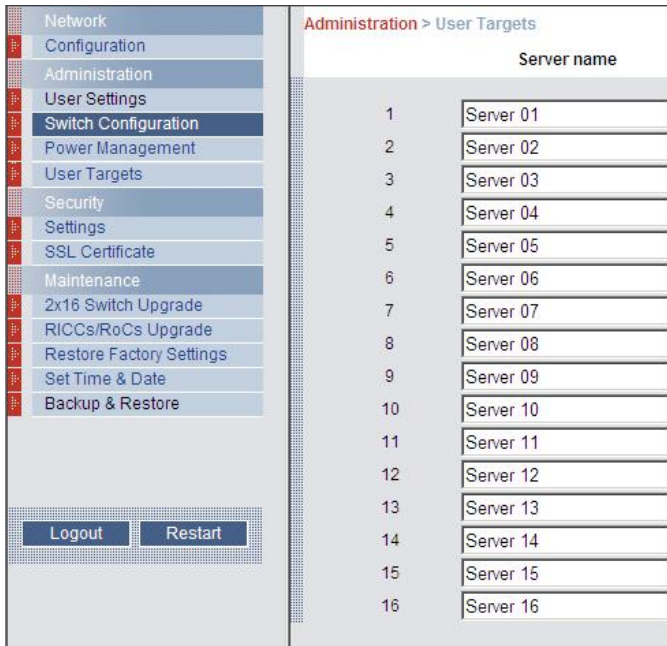 Network
Configuration
Administration
User Settings
Switch Configuration
Power Management
User Targets
Security
Settings
SSL Certificate
Maintenance
2x16 Switch Upgrade
RICCs/RoCs Upgrade
Restore Factory Settings
Set Time & Date
Backup & Restore
Logout Restart
Administration > User Targets
Server name
1 Server 01
2 Server 02
3 Server 03
4 Server 04
5 Server 05
6 Server 06
7 Server 07
8 Server 08
9 Server 09
10 Server 10
11 Server 11
12 Server 12
13 Server 13
14 Server 14
15 Server 15
16 Server 16